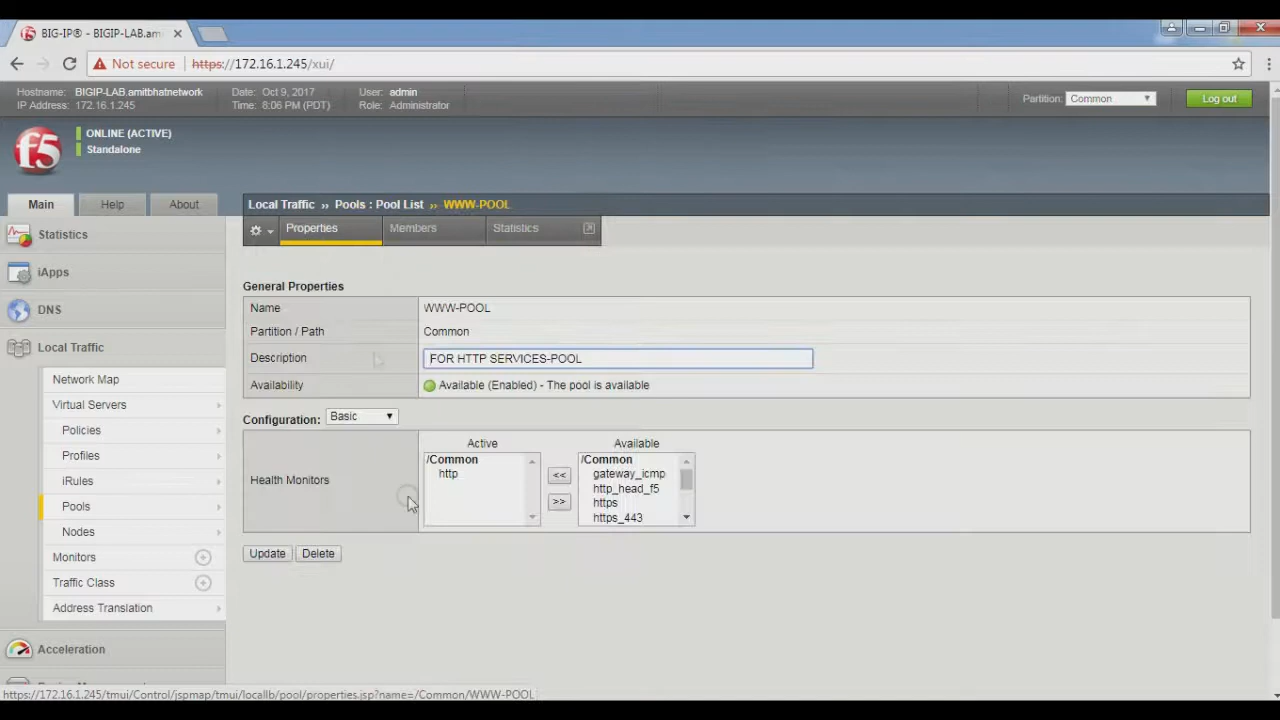 BIG-IP® - BIGIP-LAB.am
Not secure
https://172.16.1.245/xui/
Hostname: BIGIP-LAB.amitbhatnetwork
Date: Oct 9, 2017
User: admin
IP Address: 172.16.1.245
Time: 8:06 PM (PDT)
Role: Administrator
Partition: Common
Log out
f5
ONLINE (ACTIVE)
Standalone
Main
Help
About
Local Traffic ›› Pools : Pool List ›› WWW-POOL
Properties
Members
Statistics
Statistics
iApps
DNS
Local Traffic
Network Map
Virtual Servers
Policies
Profiles
iRules
Pools
Nodes
Monitors
Traffic Class
Address Translation
Acceleration
General Properties
Name WWW-POOL
Partition / Path Common
Description FOR HTTP SERVICES-POOL
Availability Available (Enabled) - The pool is available
Configuration: Basic
Health Monitors
Active
/Common
http
<<
>>
Available
/Common
gateway_icmp
http_head_f5
https
https_443
Update
Delete
https://172.16.1.245/tmui/Control/jspmap/tmui/locallb/pool/properties.jsp?name=/Common/WWW-POOL